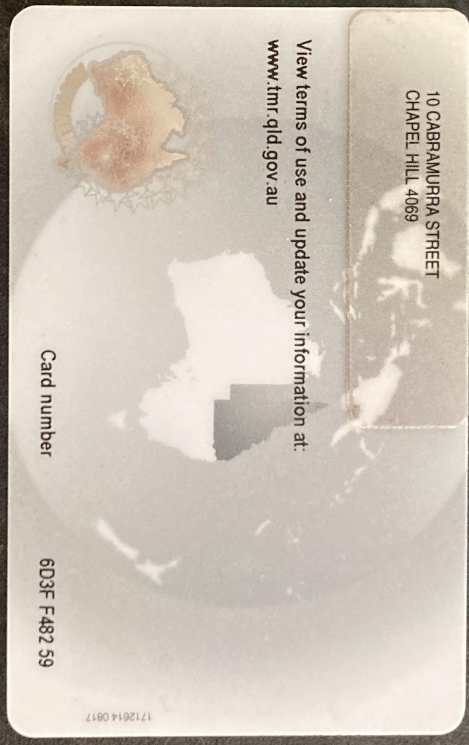 10 CABRAMURRA STREET
CHAPEL HILL 4069
View terms of use and update your information at:
www.tmr.qld.gov.au
Card number 6D3F F482 59
1712614 0817